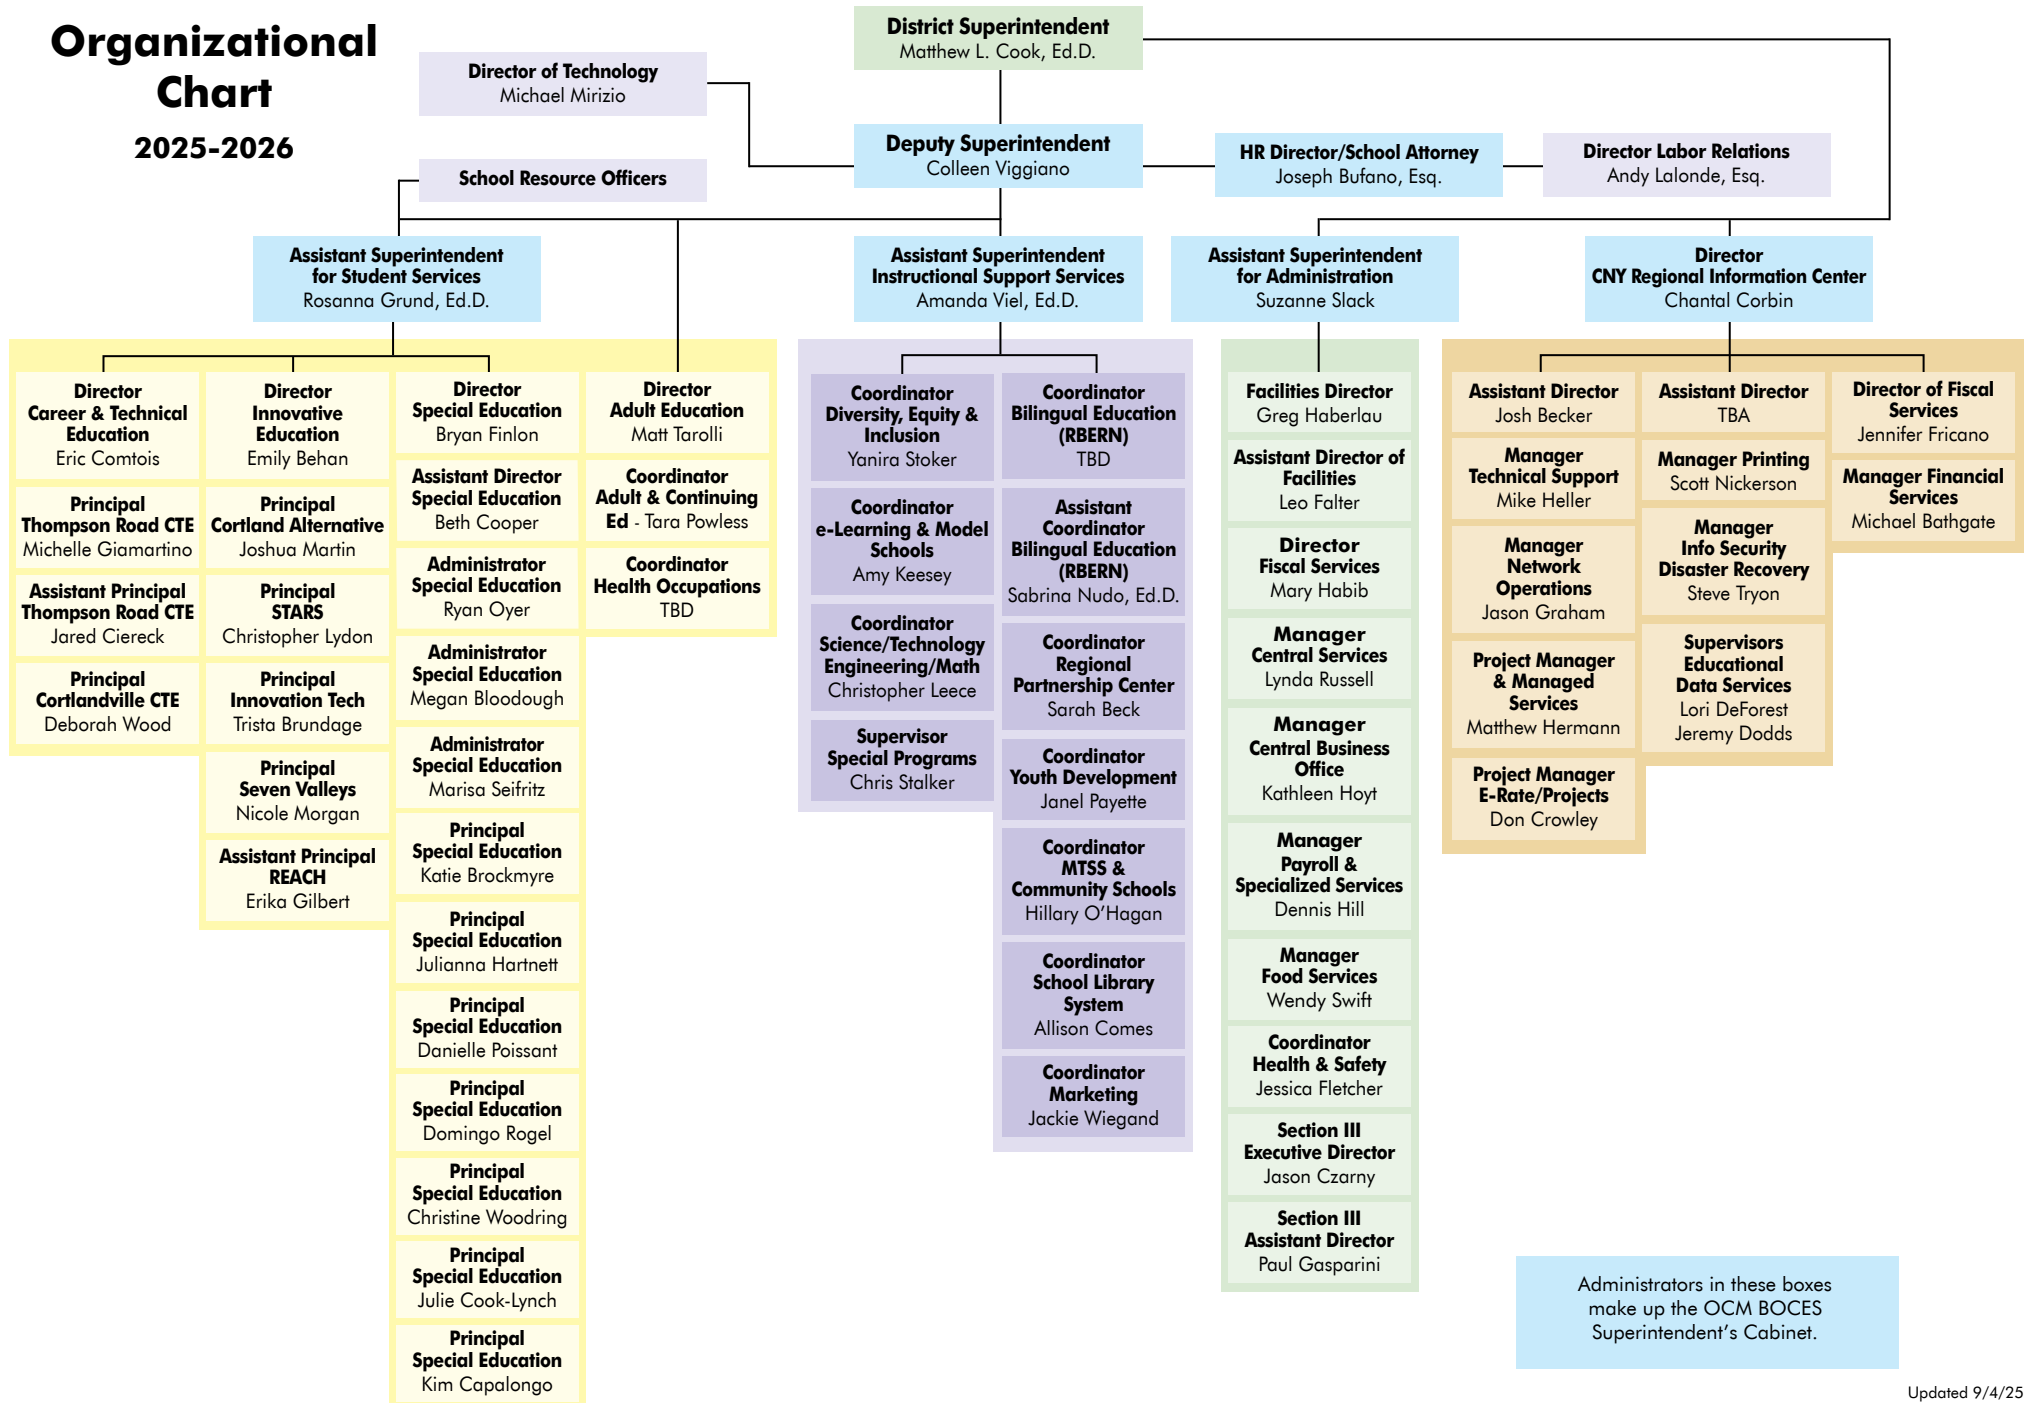 Organizational
Chart
2025-2026
District Superintendent
Matthew L. Cook, Ed.D.
Director of Technology
Michael Mirizio
Deputy Superintendent
Colleen Viggiano
HR Director/School Attorney
Joseph Bufano, Esq.
Director Labor Relations
Andy Lalonde, Esq.
School Resource Officers
Assistant Superintendent
for Student Services
Rosanna Grund, Ed.D.
Assistant Superintendent
Instructional Support Services
Amanda Viel, Ed.D.
Assistant Superintendent
for Administration
Suzanne Slack
Director
CNY Regional Information Center
Chantal Corbin
Director
Career & Technical
Education
Eric Comtois
Principal
Thompson Road CTE
Michelle Giamartino
Assistant Principal
Thompson Road CTE
Jared Ciereck
Principal
Cortlandville CTE
Deborah Wood
Director
Innovative
Education
Emily Behan
Principal
Cortland Alternative
Joshua Martin
Principal
STARS
Christopher Lydon
Principal
Innovation Tech
Trista Brundage
Principal
Seven Valleys
Nicole Morgan
Assistant Principal
REACH
Erika Gilbert
Director
Special Education
Bryan Finlon
Assistant Director
Special Education
Beth Cooper
Administrator
Special Education
Ryan Oyer
Administrator
Special Education
Megan Bloodough
Administrator
Special Education
Marisa Seifritz
Principal
Special Education
Katie Brockmyre
Principal
Special Education
Julianna Hartnett
Principal
Special Education
Danielle Poissant
Principal
Special Education
Domingo Rogel
Principal
Special Education
Christine Woodring
Principal
Special Education
Julie Cook-Lynch
Principal
Special Education
Kim Capalongo
Director
Adult Education
Matt Tarolli
Coordinator
Adult & Continuing
Ed - Tara Powless
Coordinator
Health Occupations
TBD
Coordinator
Diversity, Equity &
Inclusion
Yanira Stoker
Coordinator
e-Learning & Model
Schools
Amy Keesey
Coordinator
Science/Technology
Engineering/Math
Christopher Leece
Supervisor
Special Programs
Chris Stalker
Coordinator
Bilingual Education
(RBERN)
TBD
Assistant
Coordinator
Bilingual Education
(RBERN)
Sabrina Nudo, Ed.D.
Coordinator
Regional
Partnership Center
Sarah Beck
Coordinator
Youth Development
Janel Payette
Coordinator
MTSS &
Community Schools
Hillary O'Hagan
Coordinator
School Library
System
Allison Comes
Coordinator
Marketing
Jackie Wiegand
Facilities Director
Greg Haberlau
Assistant Director of
Facilities
Leo Falter
Director
Fiscal Services
Mary Habib
Manager
Central Services
Lynda Russell
Manager
Central Business
Office
Kathleen Hoyt
Manager
Payroll &
Specialized Services
Dennis Hill
Manager
Food Services
Wendy Swift
Coordinator
Health & Safety
Jessica Fletcher
Section III
Executive Director
Jason Czarny
Section III
Assistant Director
Paul Gasparini
Assistant Director
Josh Becker
Manager
Technical Support
Mike Heller
Manager
Network
Operations
Jason Graham
Project Manager
& Managed
Services
Matthew Hermann
Project Manager
E-Rate/Projects
Don Crowley
Assistant Director
TBA
Manager Printing
Scott Nickerson
Manager
Info Security
Disaster Recovery
Steve Tryon
Supervisors
Educational
Data Services
Lori DeForest
Jeremy Dodds
Director of Fiscal
Services
Jennifer Fricano
Manager Financial
Services
Michael Bathgate
Administrators in these boxes
make up the OCM BOCES
Superintendent's Cabinet.
Updated 9/4/25